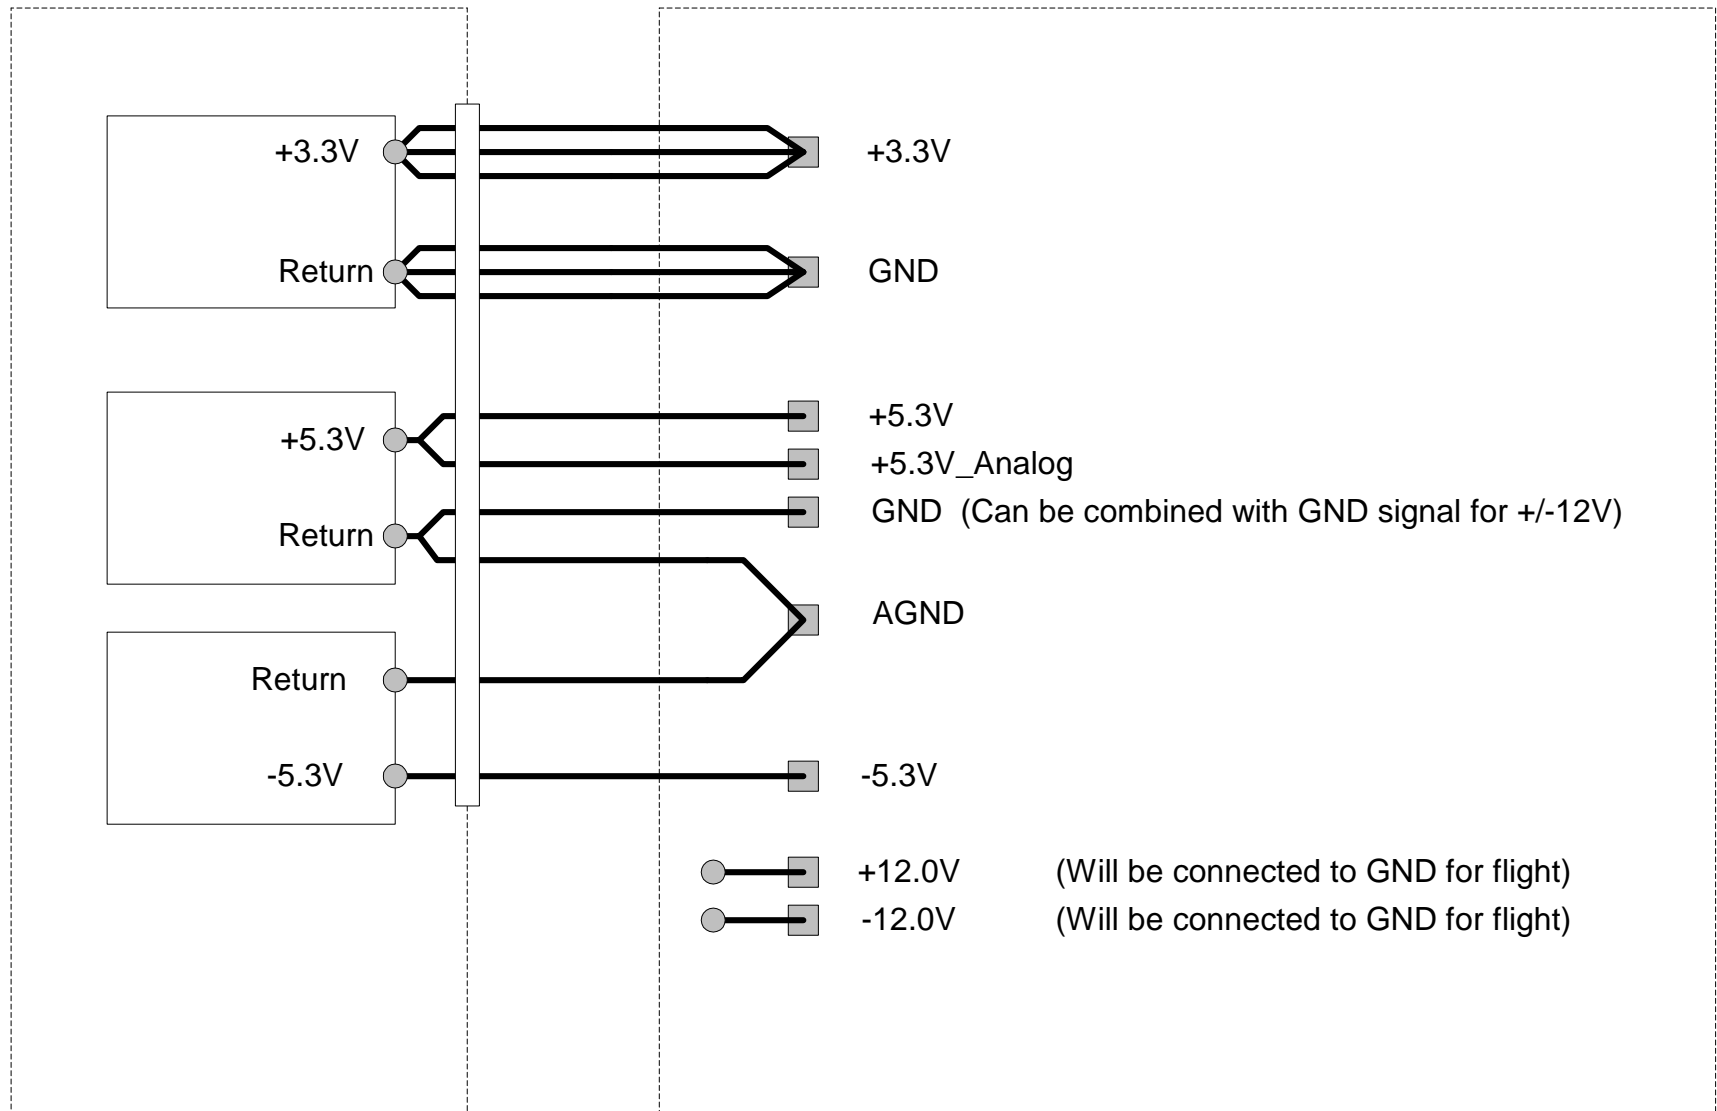 +3.3V +3.3V
Return GND
+5.3V +5.3V
+5.3V_Analog
Return GND (Can be combined with GND signal for +/-12V)
AGND
Return
-5.3V -5.3V
+12.0V (Will be connected to GND for flight)
-12.0V (Will be connected to GND for flight)